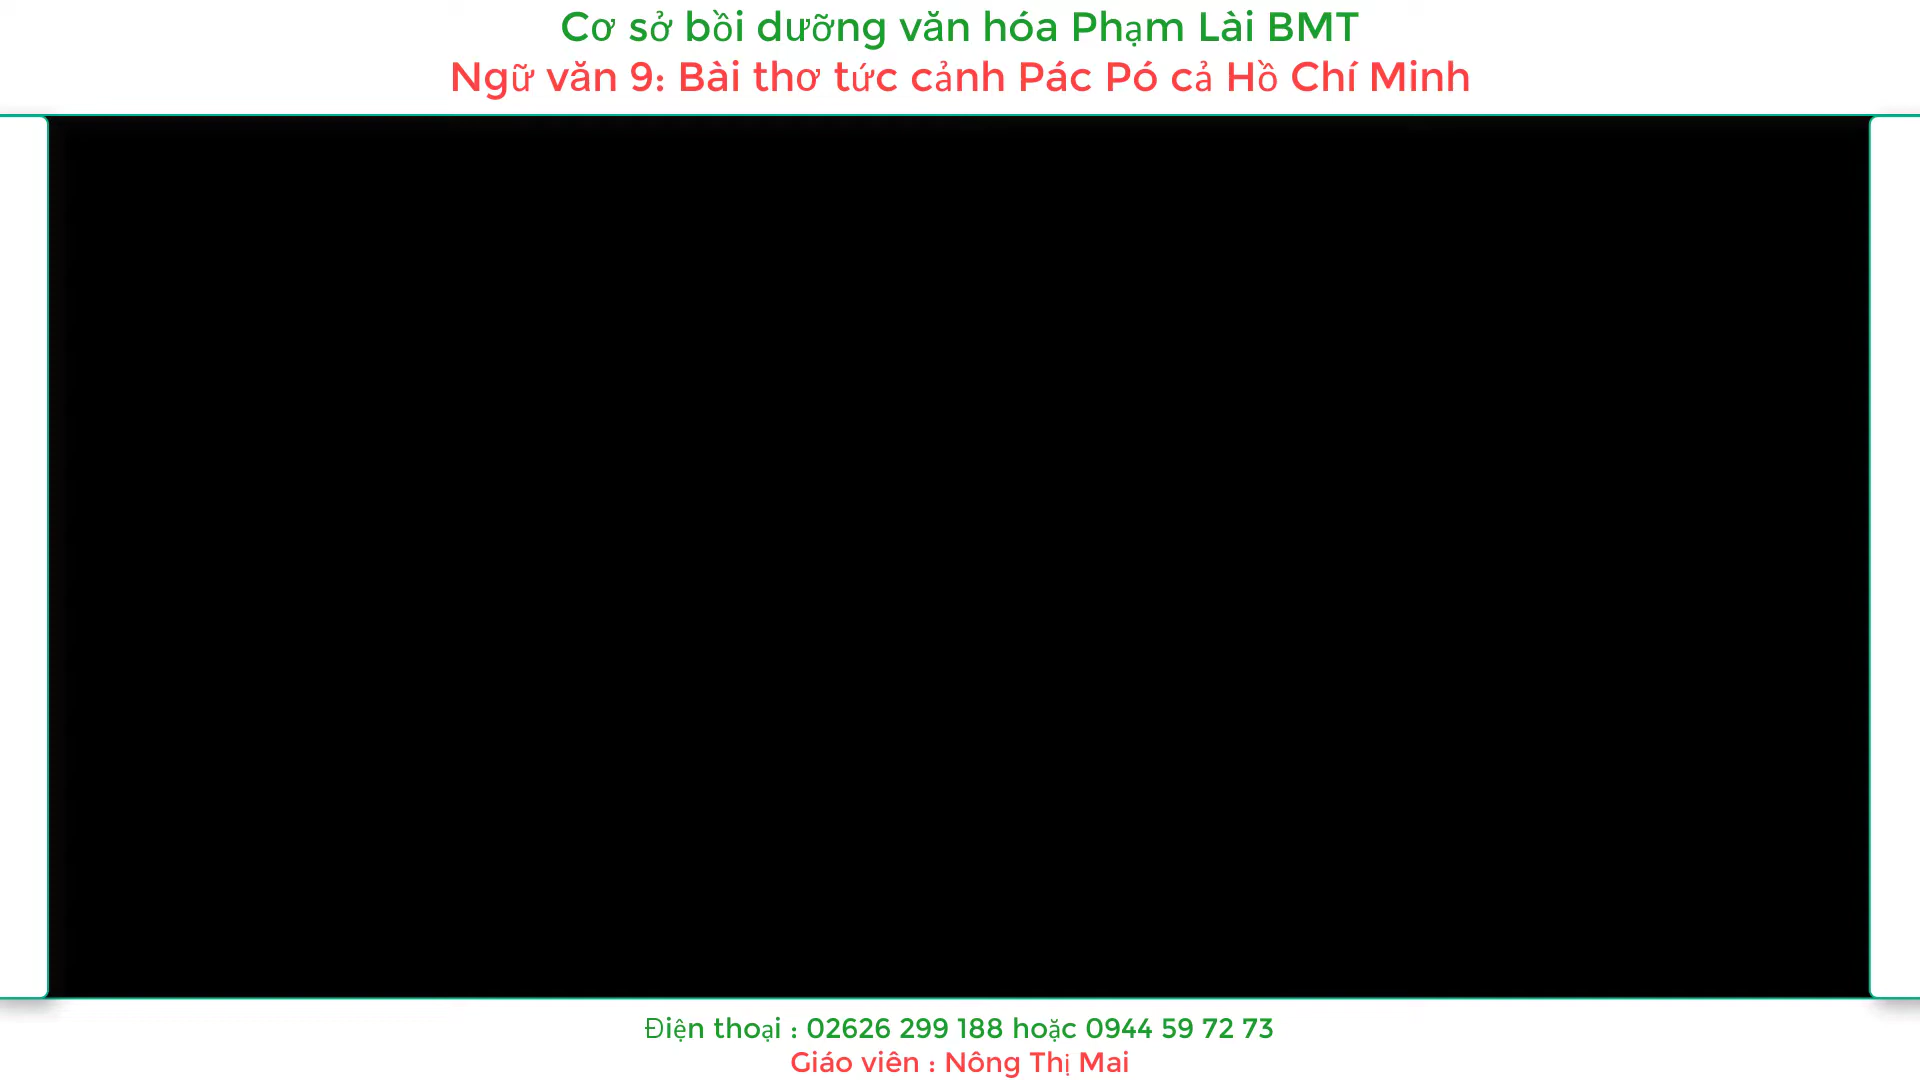 Cơ sở bồi dưỡng văn hóa Phạm Lài BMT
Ngữ văn 9: Bài thơ tức cảnh Pác Pó cả Hồ Chí Minh
Điện thoại : 02626 299 188 hoặc 0944 59 72 73
Giáo viên : Nông Thị Mai